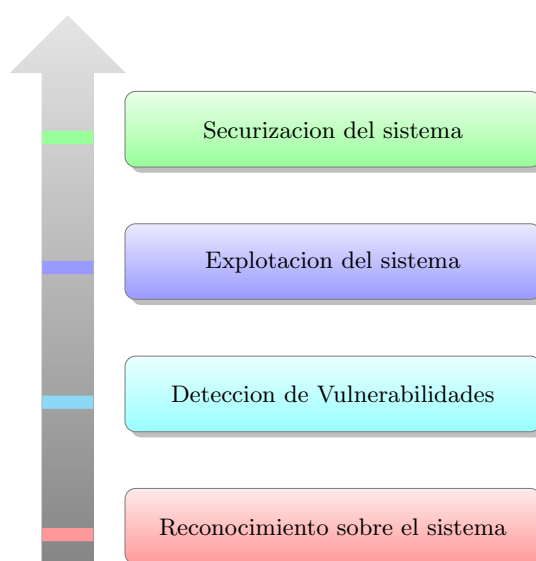 Securizacion del sistema
Explotacion del sistema
Deteccion de Vulnerabilidades
Reconocimiento sobre el sistema